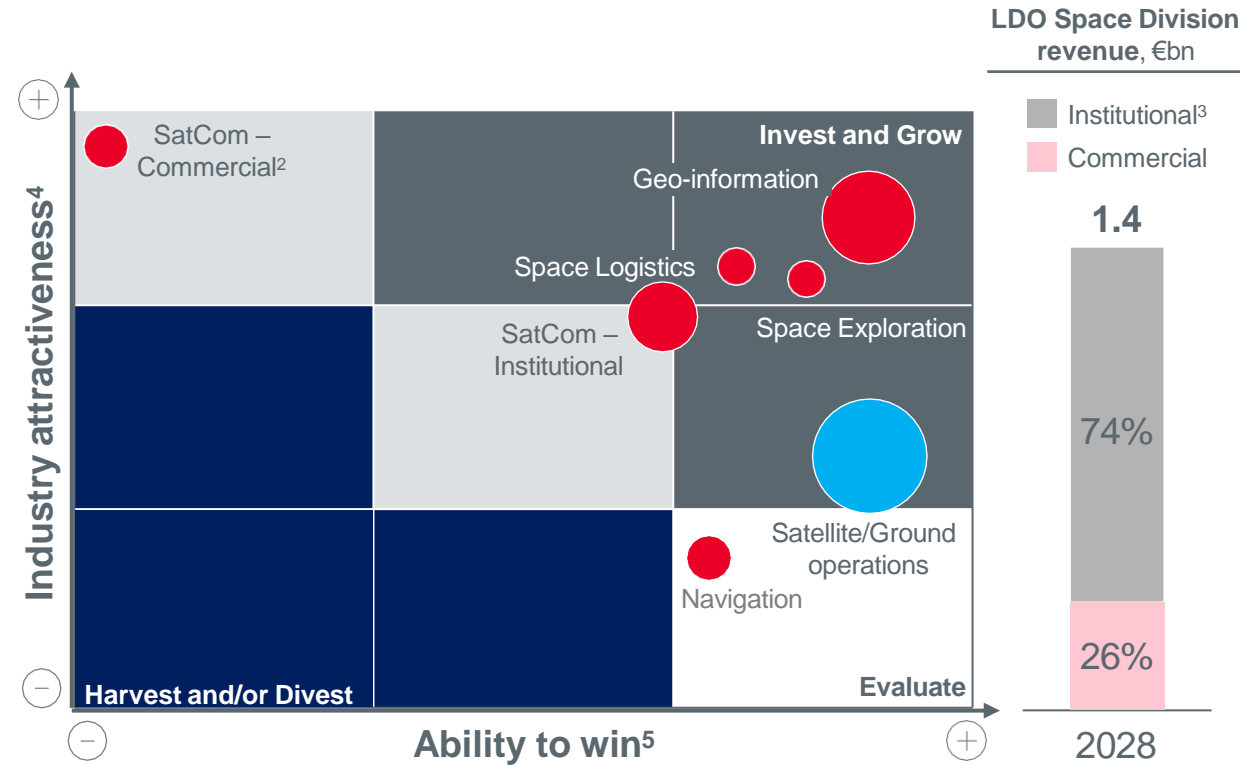 LDO Space Division
revenue, €bn
Institutional³
Commercial
1.4
74%
26%
2028
+
Industry attractiveness⁴
−
SatCom –
Commercial²
Invest and Grow
Geo-information
Space Logistics
SatCom –
Institutional
Space Exploration
Satellite/Ground
operations
Navigation
Harvest and/or Divest
Evaluate
−
Ability to win⁵
+